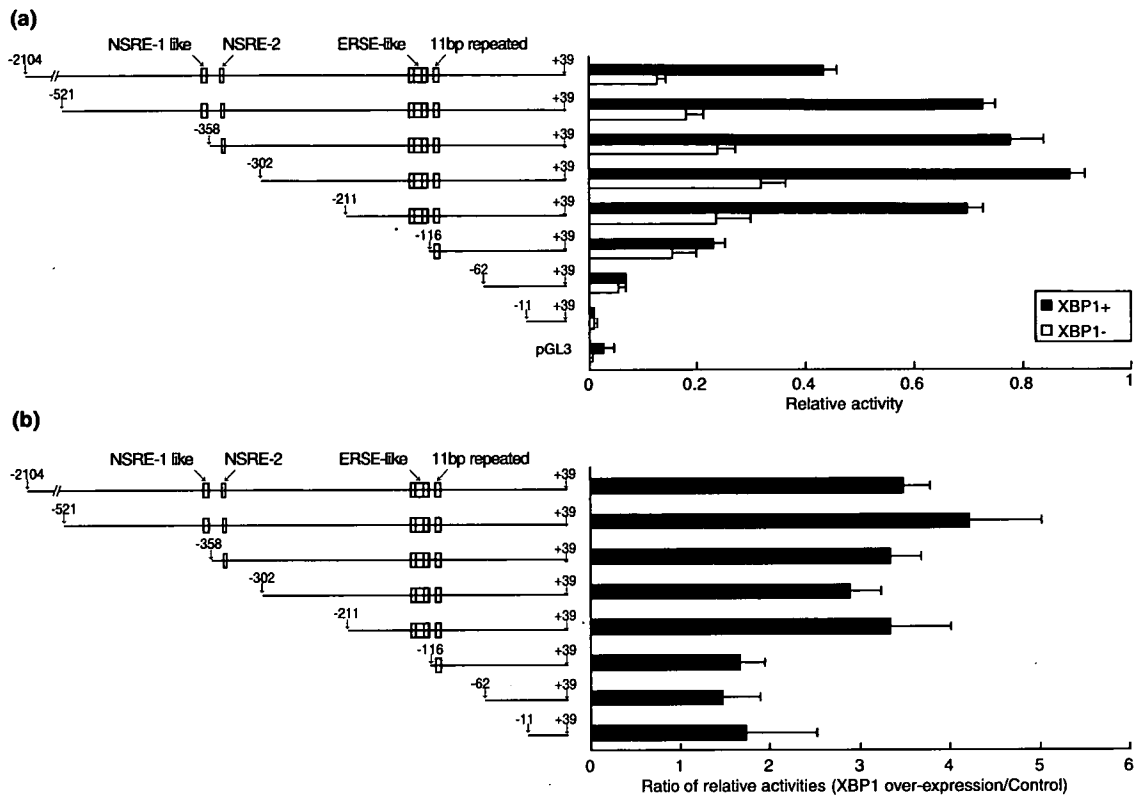 (a)
NSRE-1 like NSRE-2 ERSE-like 11bp repeated
-2104 +39
-521 +39
-358 +39
-302 +39
-211 +39
-116 +39
-62 +39
-11 +39
pGL3
XBP1+
XBP1-
0 0.2 0.4 0.6 0.8 1
Relative activity
(b)
NSRE-1 like NSRE-2 ERSE-like 11bp repeated
-2104 +39
-521 +39
-358 +39
-302 +39
-211 +39
-116 +39
-62 +39
-11 +39
0 1 2 3 4 5 6
Ratio of relative activities (XBP1 over-expression/Control)